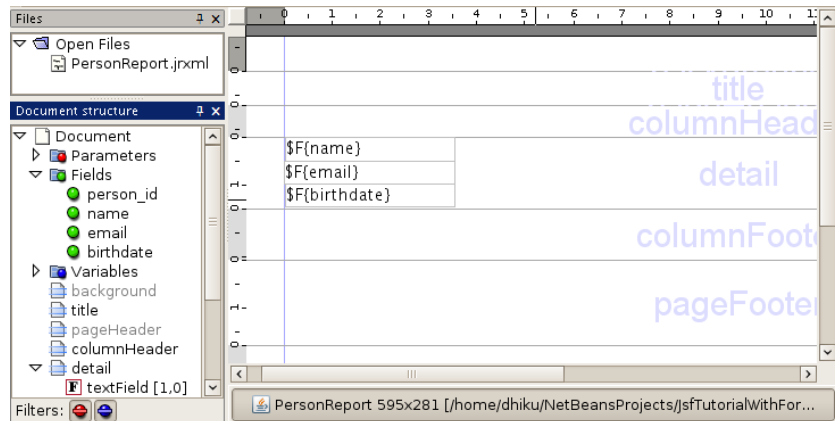 Files
Open Files
PersonReport.jrxml
Document structure
Document
Parameters
Fields
person_id
name
email
birthdate
Variables
background
title
pageHeader
columnHeader
detail
textField [1,0]
Filters:
0 1 2 3 4 5 6 7 8 9 10
title
columnHead
$F{name}
$F{email}
$F{birthdate}
detail
columnFoot
pageFooter
PersonReport 595x281 [/home/dhiku/NetBeansProjects/JsfTutorialWithFor...